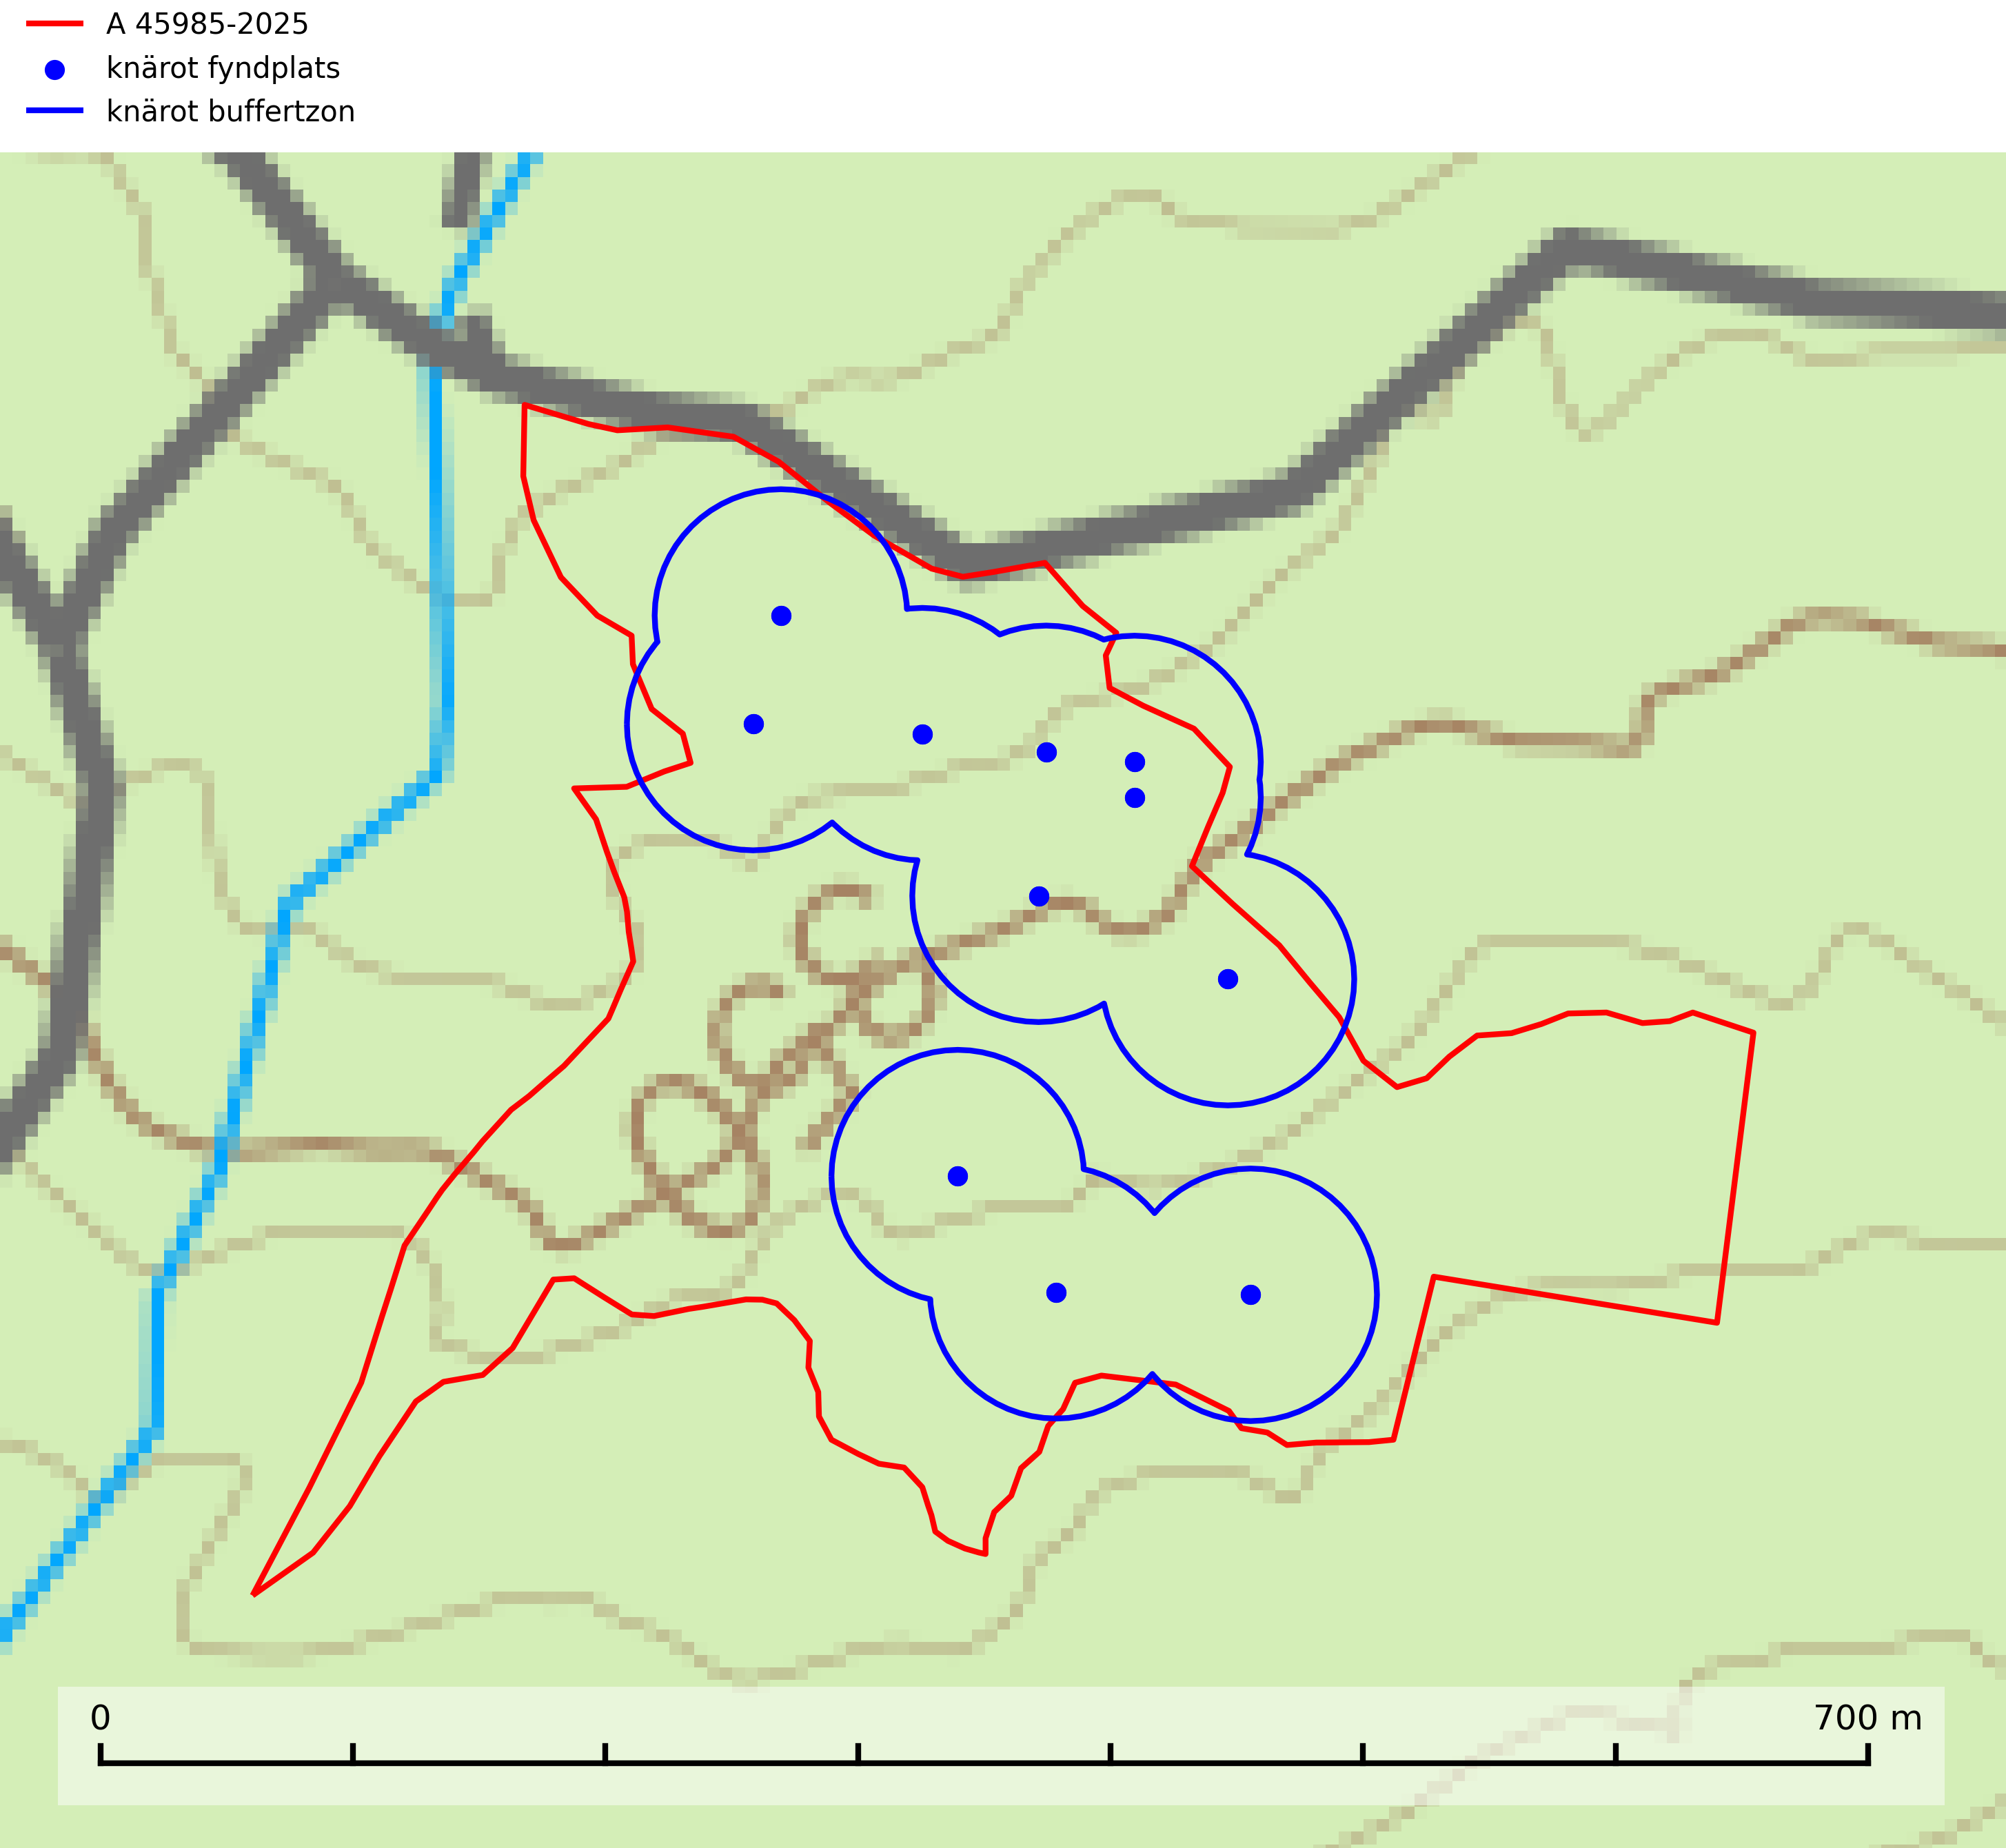 A 45985-2025
knärot fyndplats
knärot buffertzon
0 700 m